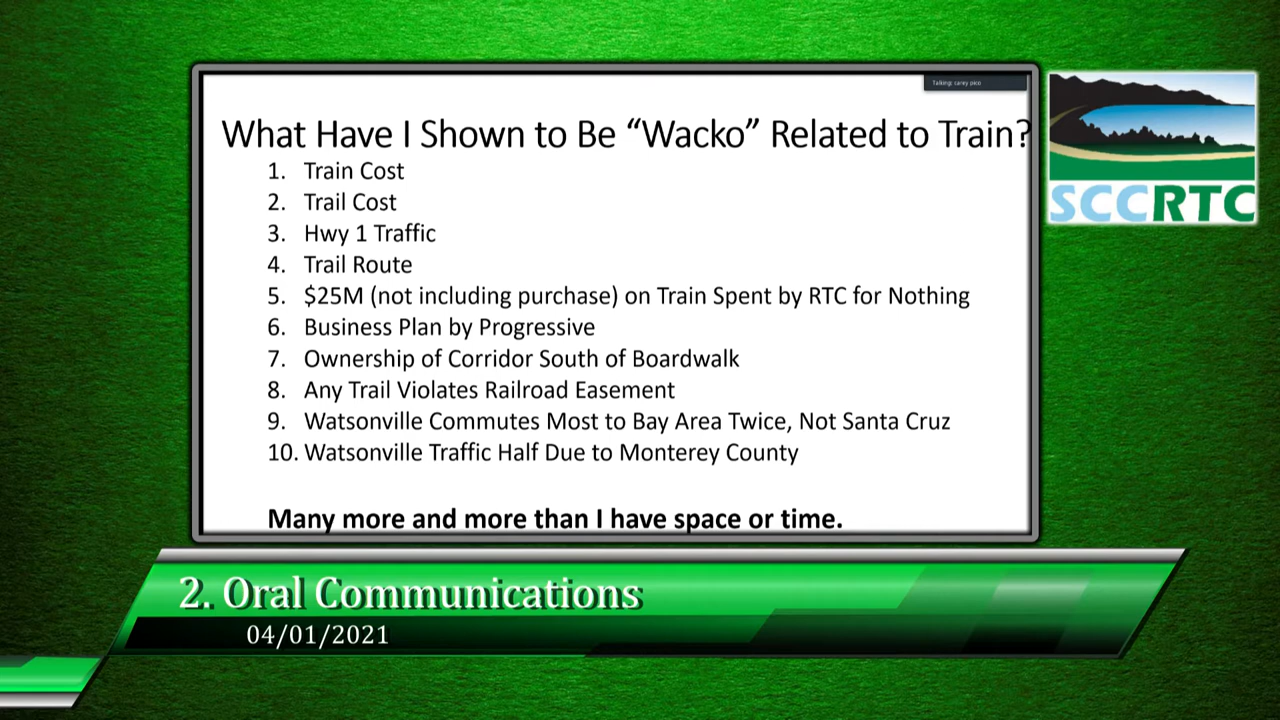 Talking: carey pico
What Have I Shown to Be “Wacko” Related to Train?
1. Train Cost
2. Trail Cost
3. Hwy 1 Traffic
4. Trail Route
5. $25M (not including purchase) on Train Spent by RTC for Nothing
6. Business Plan by Progressive
7. Ownership of Corridor South of Boardwalk
8. Any Trail Violates Railroad Easement
9. Watsonville Commutes Most to Bay Area Twice, Not Santa Cruz
10. Watsonville Traffic Half Due to Monterey County
Many more and more than I have space or time.
SCCRTC
2. Oral Communications
04/01/2021